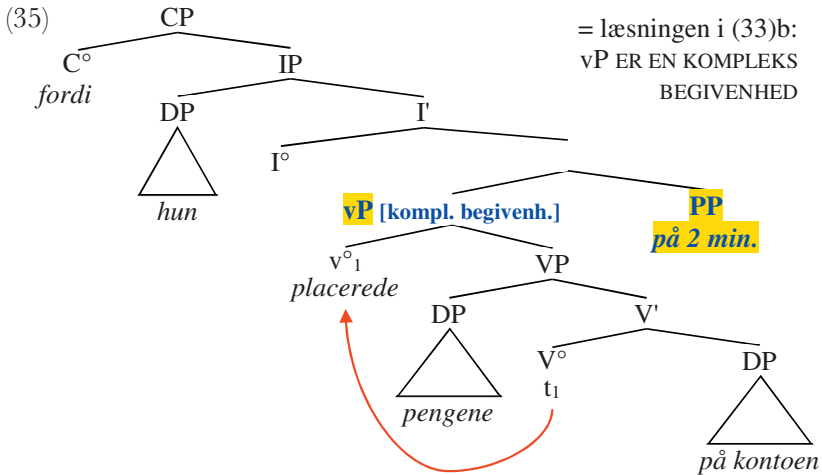 (35) CP
= læsningen i (33)b:
C° IP
vP ER EN KOMPLEKS
fordi
BEGIVENHED
DP I'
I°
hun
vP [kompl. begivenh.] PP
på 2 min.
v°₁ VP
placerede
DP V'
V° DP
t₁
pengene
på kontoen